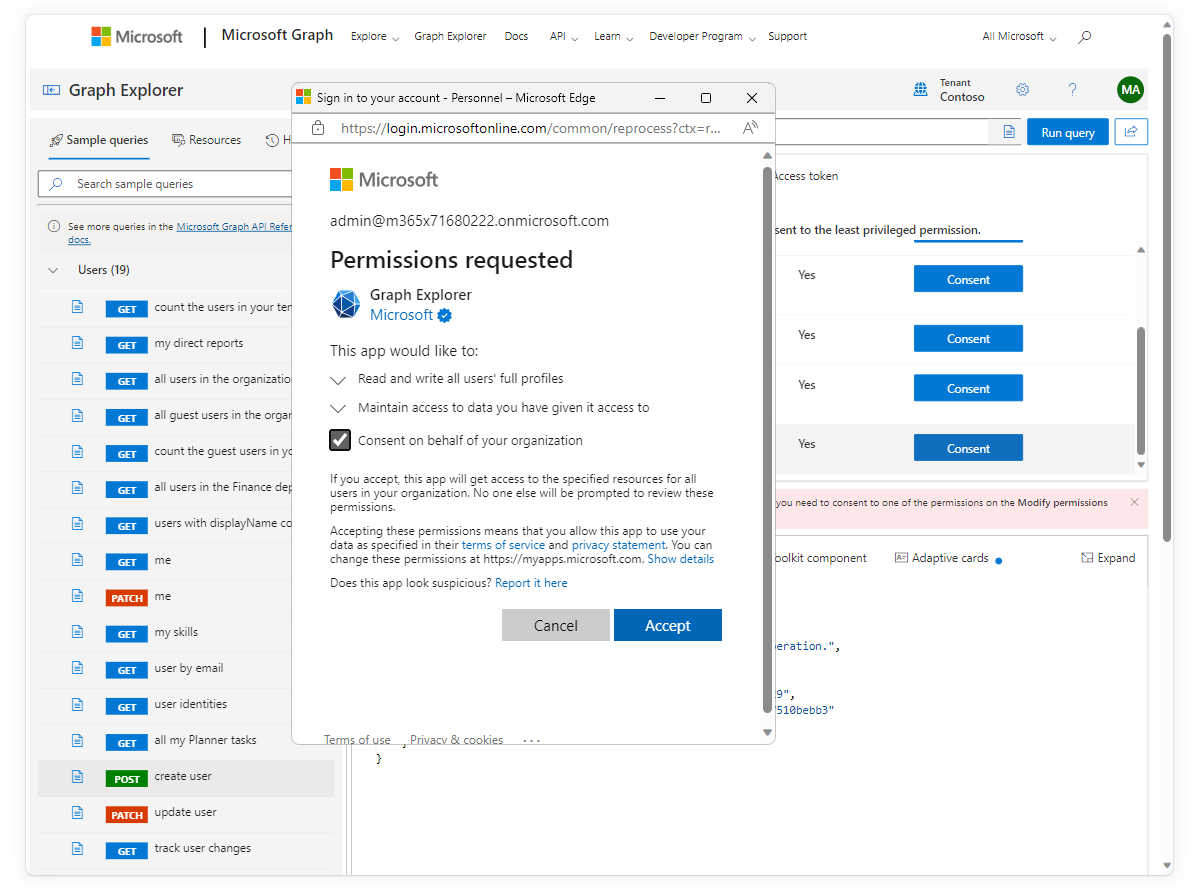 Microsoft
Microsoft Graph
Explore
Graph Explorer
Docs
API
Learn
Developer Program
Support
All Microsoft
Graph Explorer
Tenant
Contoso
?
MA
Sample queries
Resources
H
Run query
Search sample queries
See more queries in the Microsoft Graph API Refer
docs.
Users (19)
GET count the users in your ten
GET my direct reports
GET all users in the organizatio
GET all guest users in the organ
GET count the guest users in yo
GET all users in the Finance dep
GET users with displayName co
GET me
PATCH me
GET my skills
GET user by email
GET user identities
GET all my Planner tasks
POST create user
PATCH update user
GET track user changes
Sign in to your account - Personnel – Microsoft Edge
https://login.microsoftonline.com/common/reprocess?ctx=r...
Microsoft
admin@m365x71680222.onmicrosoft.com
Permissions requested
Graph Explorer
Microsoft
This app would like to:
Read and write all users' full profiles
Maintain access to data you have given it access to
Consent on behalf of your organization
If you accept, this app will get access to the specified resources for all
users in your organization. No one else will be prompted to review these
permissions.
Accepting these permissions means that you allow this app to use your
data as specified in their terms of service and privacy statement. You can
change these permissions at https://myapps.microsoft.com. Show details
Does this app look suspicious? Report it here
Cancel
Accept
Terms of use
Privacy & cookies
...
Access token
sent to the least privileged permission.
Yes
Consent
Yes
Consent
Yes
Consent
Yes
Consent
you need to consent to one of the permissions on the Modify permissions
oolkit component
Adaptive cards
Expand
eration.",
9",
510bebb3"
}